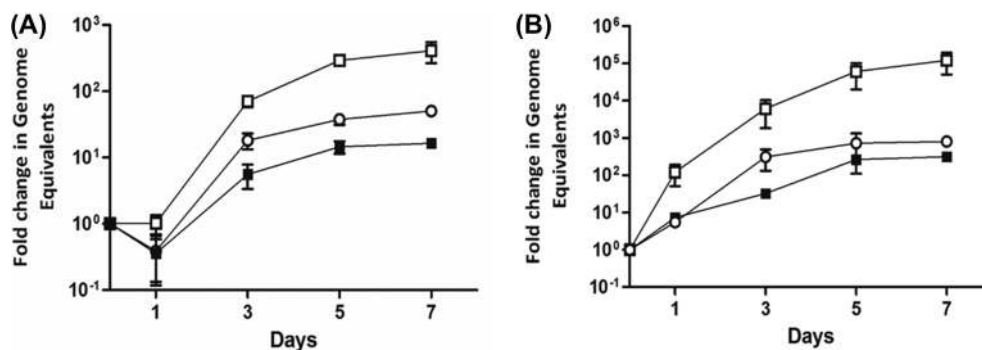 (A)
Fold change in Genome
Equivalents
10³
10²
10¹
10⁰
10⁻¹
1 3 5 7
Days
(B)
Fold change in Genome
Equivalents
10⁶
10⁵
10⁴
10³
10²
10¹
10⁰
10⁻¹
1 3 5 7
Days